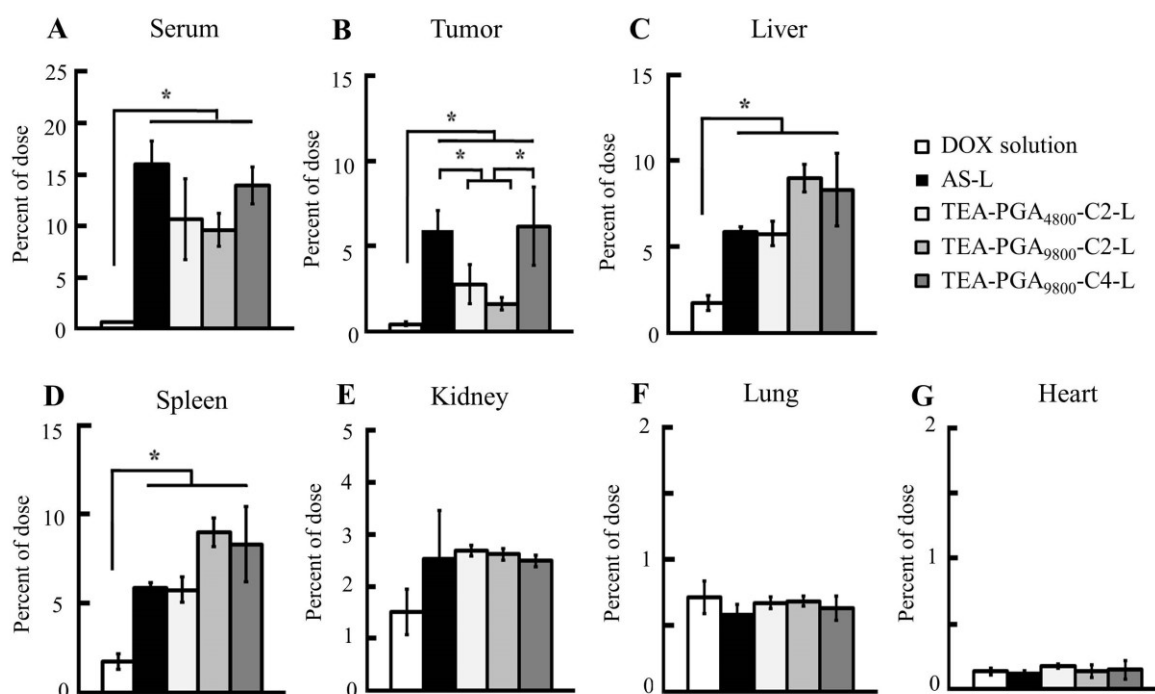 A Serum
Percent of dose
25
20
15
10
5
0
*
B Tumor
Percent of dose
15
10
5
0
*
*
*
C Liver
Percent of dose
15
10
5
0
*
DOX solution
AS-L
TEA-PGA4800-C2-L
TEA-PGA9800-C2-L
TEA-PGA9800-C4-L
D Spleen
Percent of dose
15
10
5
0
*
E Kidney
Percent of dose
5
4
3
2
1
0
F Lung
Percent of dose
2
1
0
G Heart
Percent of dose
2
1
0